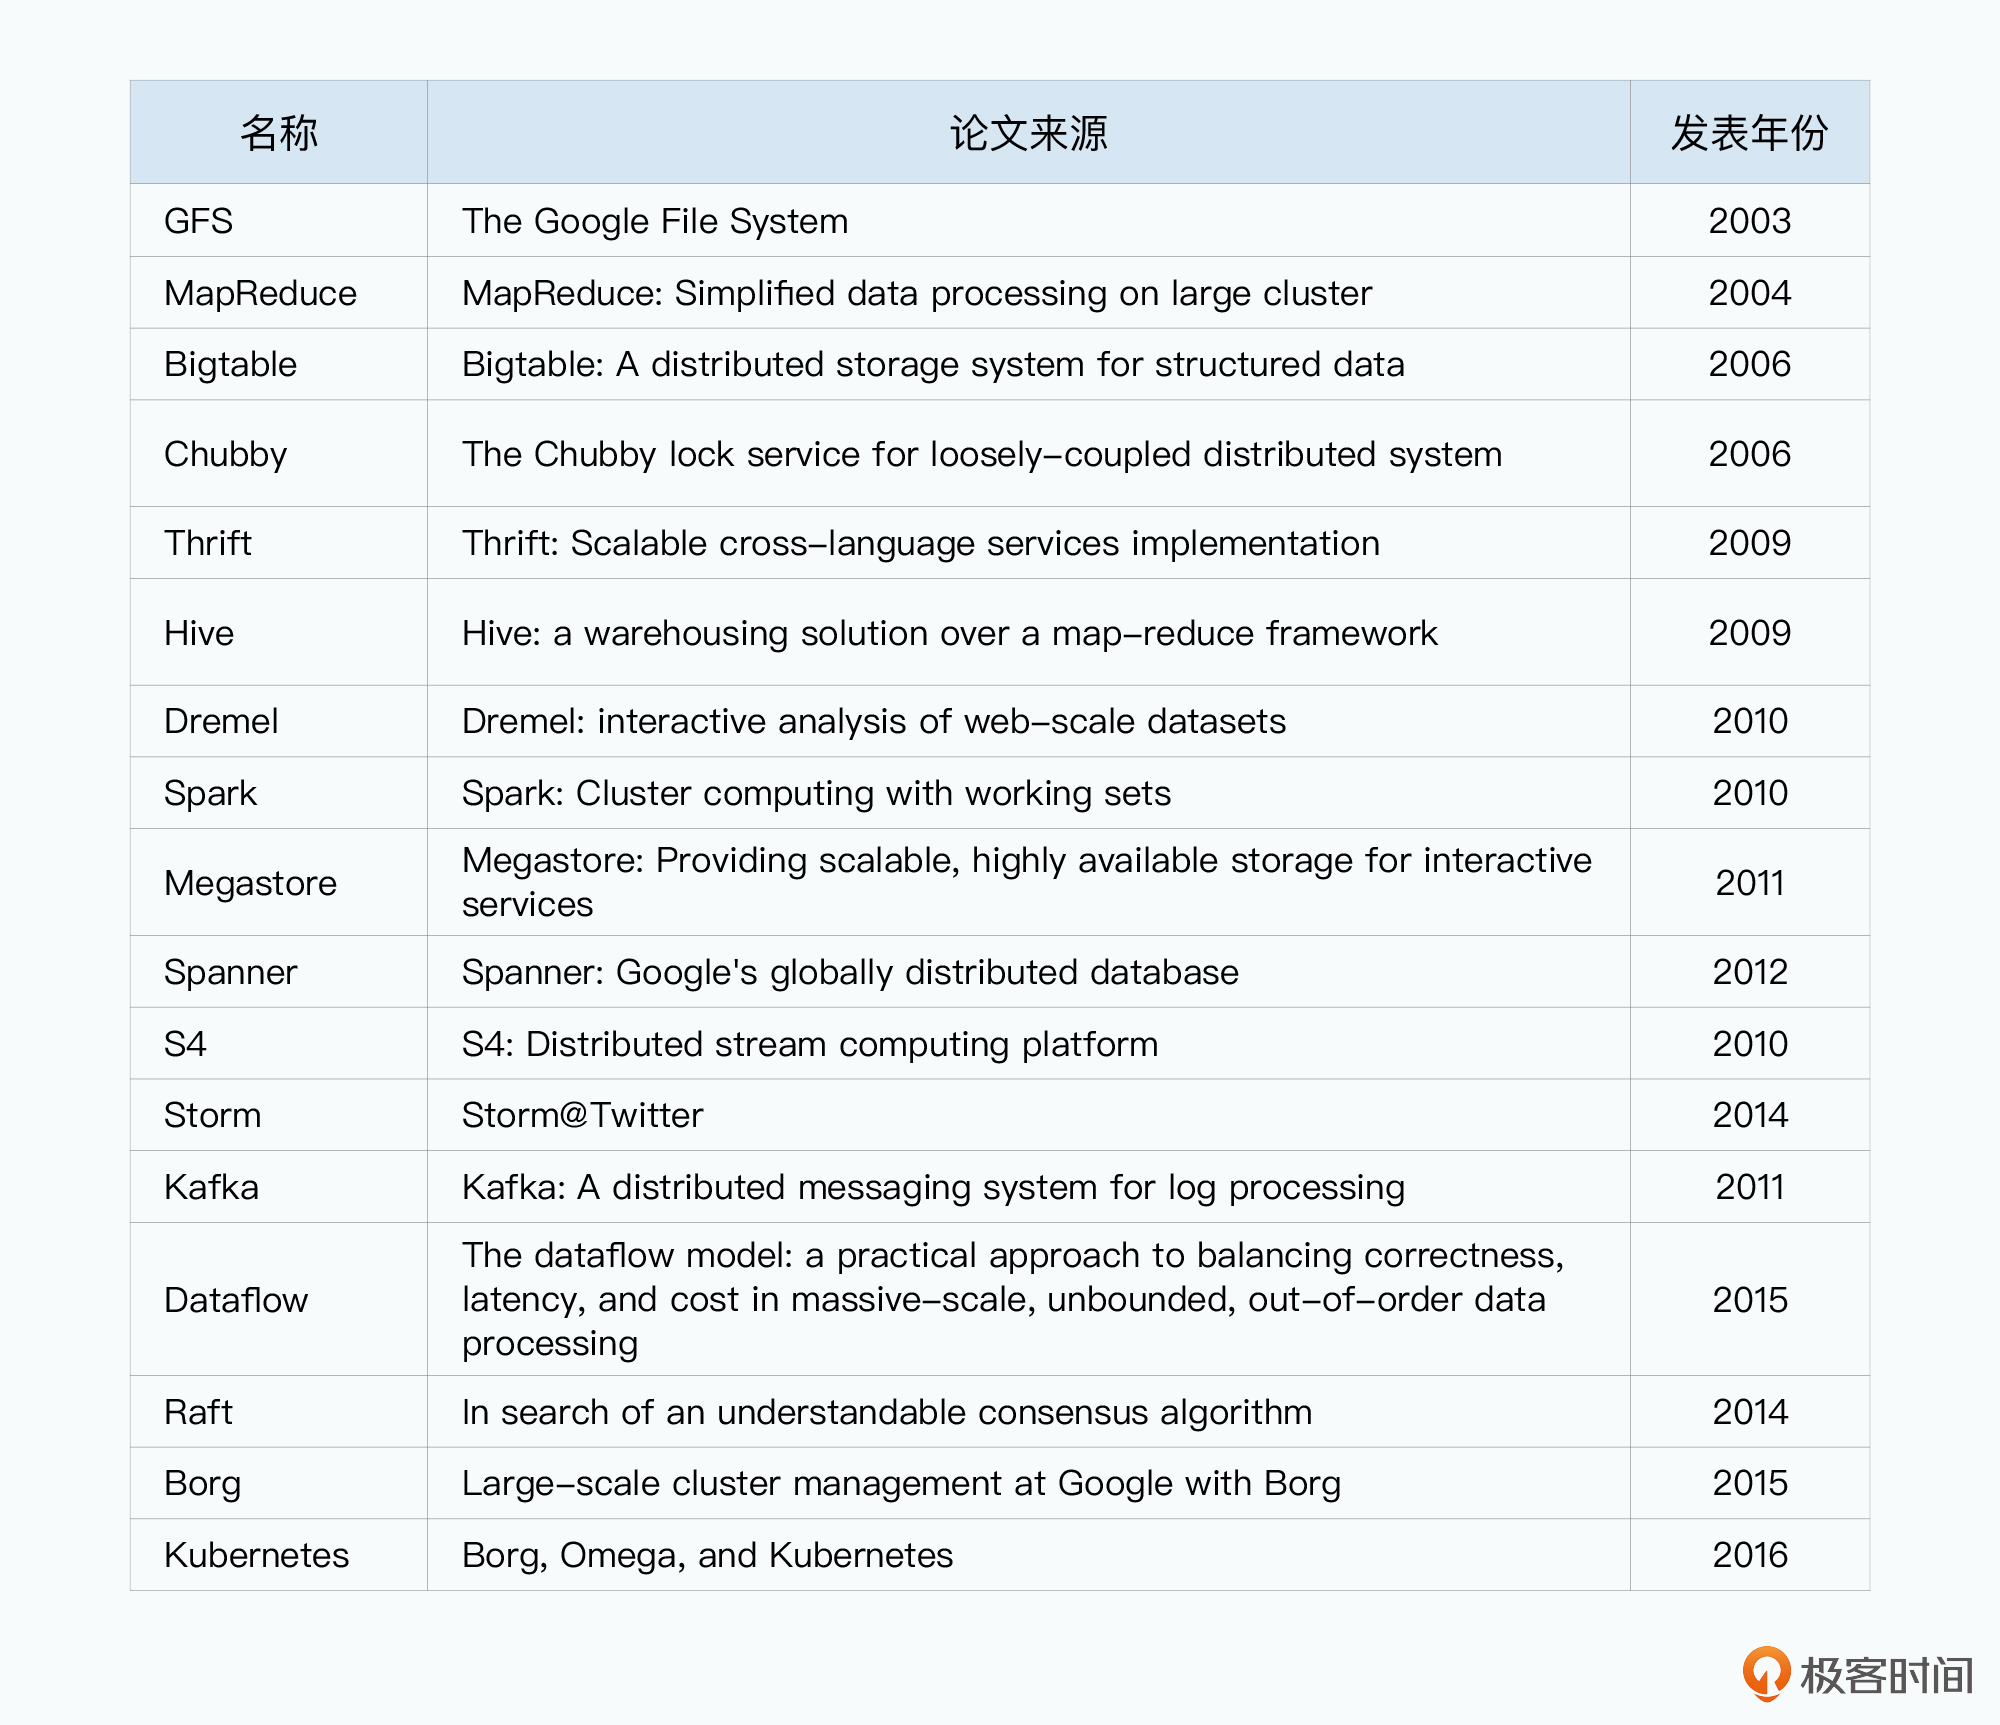 名称 论文来源 发表年份
GFS The Google File System 2003
MapReduce MapReduce: Simplified data processing on large cluster 2004
Bigtable Bigtable: A distributed storage system for structured data 2006
Chubby The Chubby lock service for loosely-coupled distributed system 2006
Thrift Thrift: Scalable cross-language services implementation 2009
Hive Hive: a warehousing solution over a map-reduce framework 2009
Dremel Dremel: interactive analysis of web-scale datasets 2010
Spark Spark: Cluster computing with working sets 2010
Megastore Megastore: Providing scalable, highly available storage for interactive
services 2011
Spanner Spanner: Google's globally distributed database 2012
S4 S4: Distributed stream computing platform 2010
Storm Storm@Twitter 2014
Kafka Kafka: A distributed messaging system for log processing 2011
Dataflow The dataflow model: a practical approach to balancing correctness,
latency, and cost in massive-scale, unbounded, out-of-order data
processing 2015
Raft In search of an understandable consensus algorithm 2014
Borg Large-scale cluster management at Google with Borg 2015
Kubernetes Borg, Omega, and Kubernetes 2016
极客时间